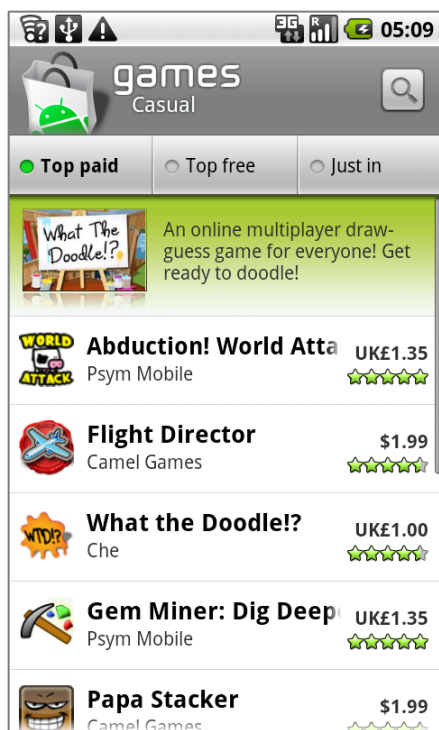 3G R 05:09
games
Casual
Top paid Top free Just in
What The
Doodle!?
An online multiplayer draw-
guess game for everyone! Get
ready to doodle!
WORLD
ATTACK
Abduction! World Atta UK£1.35
Psym Mobile
Flight Director $1.99
Camel Games
WTD!?
What the Doodle!? UK£1.00
Che
Gem Miner: Dig Deepe UK£1.35
Psym Mobile
Papa Stacker $1.99
Camel Games